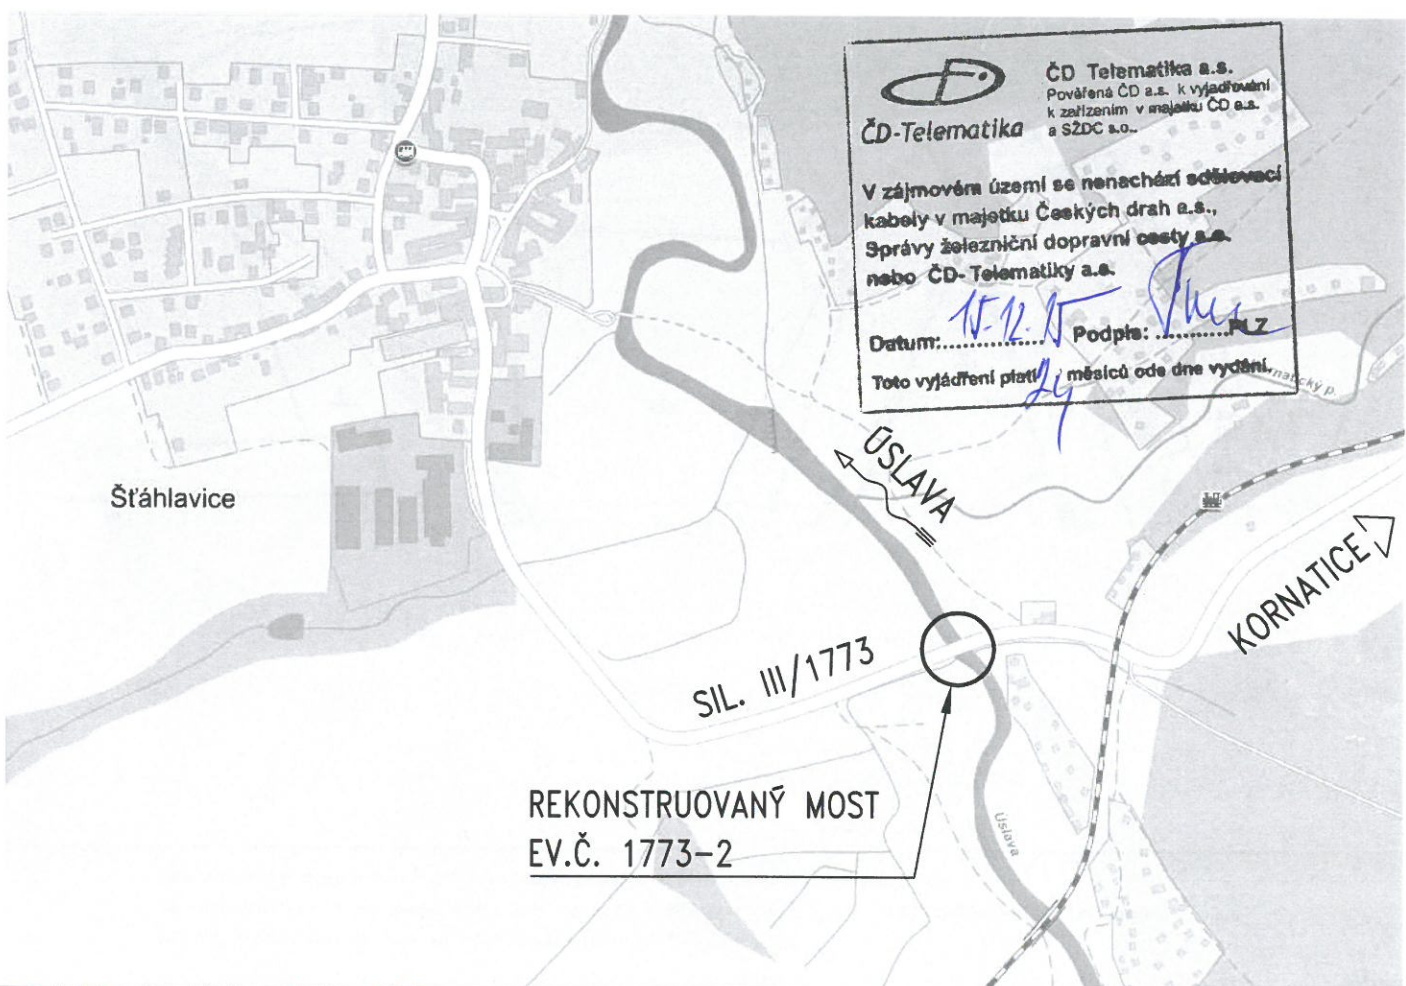 ČD-Telematika
ČD Telematika a.s.
Pověřená ČD a.s. k vyjadřování
k zařízením v majetku ČD a.s.
a SŽDC s.o..
V zájmovém území se nenachází sdělovací
kabely v majetku Českých drah a.s.,
Správy železniční dopravní cesty s.o.
nebo ČD-Telematiky a.s.
Datum:................ 15.12.15 Podpis: ...........PLZ
Toto vyjádření platí 24 měsíců ode dne vydání.
ÚSLAVA
Šťáhlavice
KORNATICE
SIL. III/1773
REKONSTRUOVANÝ MOST
EV.Č. 1773-2
Úslava